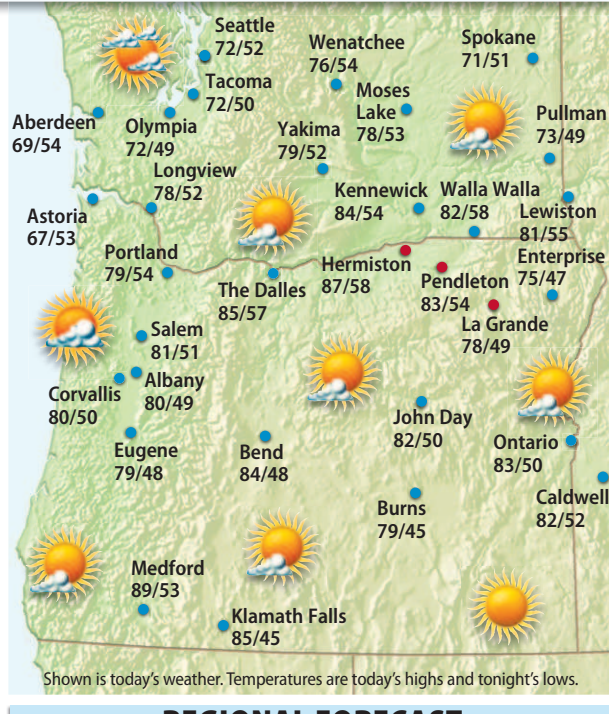 Seattle
72/52
Wenatchee
76/54
Spokane
71/51
Tacoma
72/50
Moses
Lake
78/53
Pullman
73/49
Aberdeen
69/54
Olympia
72/49
Yakima
79/52
Longview
78/52
Kennewick
84/54
Walla Walla
82/58
Lewiston
81/55
Astoria
67/53
Portland
79/54
The Dalles
85/57
Hermiston
87/58
Pendleton
83/54
Enterprise
75/47
La Grande
78/49
Salem
81/51
Albany
80/49
Corvallis
80/50
Eugene
79/48
Bend
84/48
John Day
82/50
Ontario
83/50
Caldwell
82/52
Burns
79/45
Medford
89/53
Klamath Falls
85/45
Shown is today's weather. Temperatures are today's highs and tonight's lows.
REGIONAL FORECAST